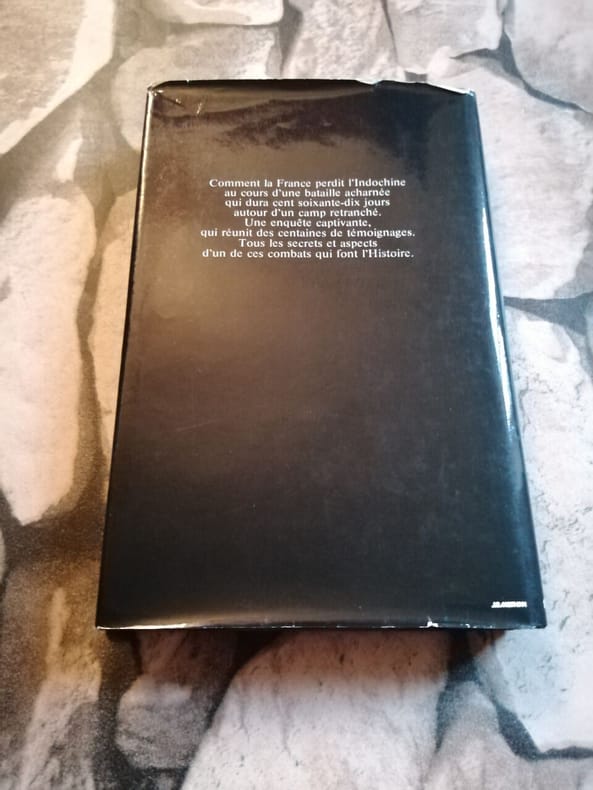 Comment la France perdit l'Indochine
au cours d'une bataille acharnée
qui dura cent soixante-dix jours
autour d'un camp retranché.
Une enquête captivante,
qui réunit des centaines de témoignages.
Tous les secrets et aspects
d'un de ces combats qui font l'Histoire.